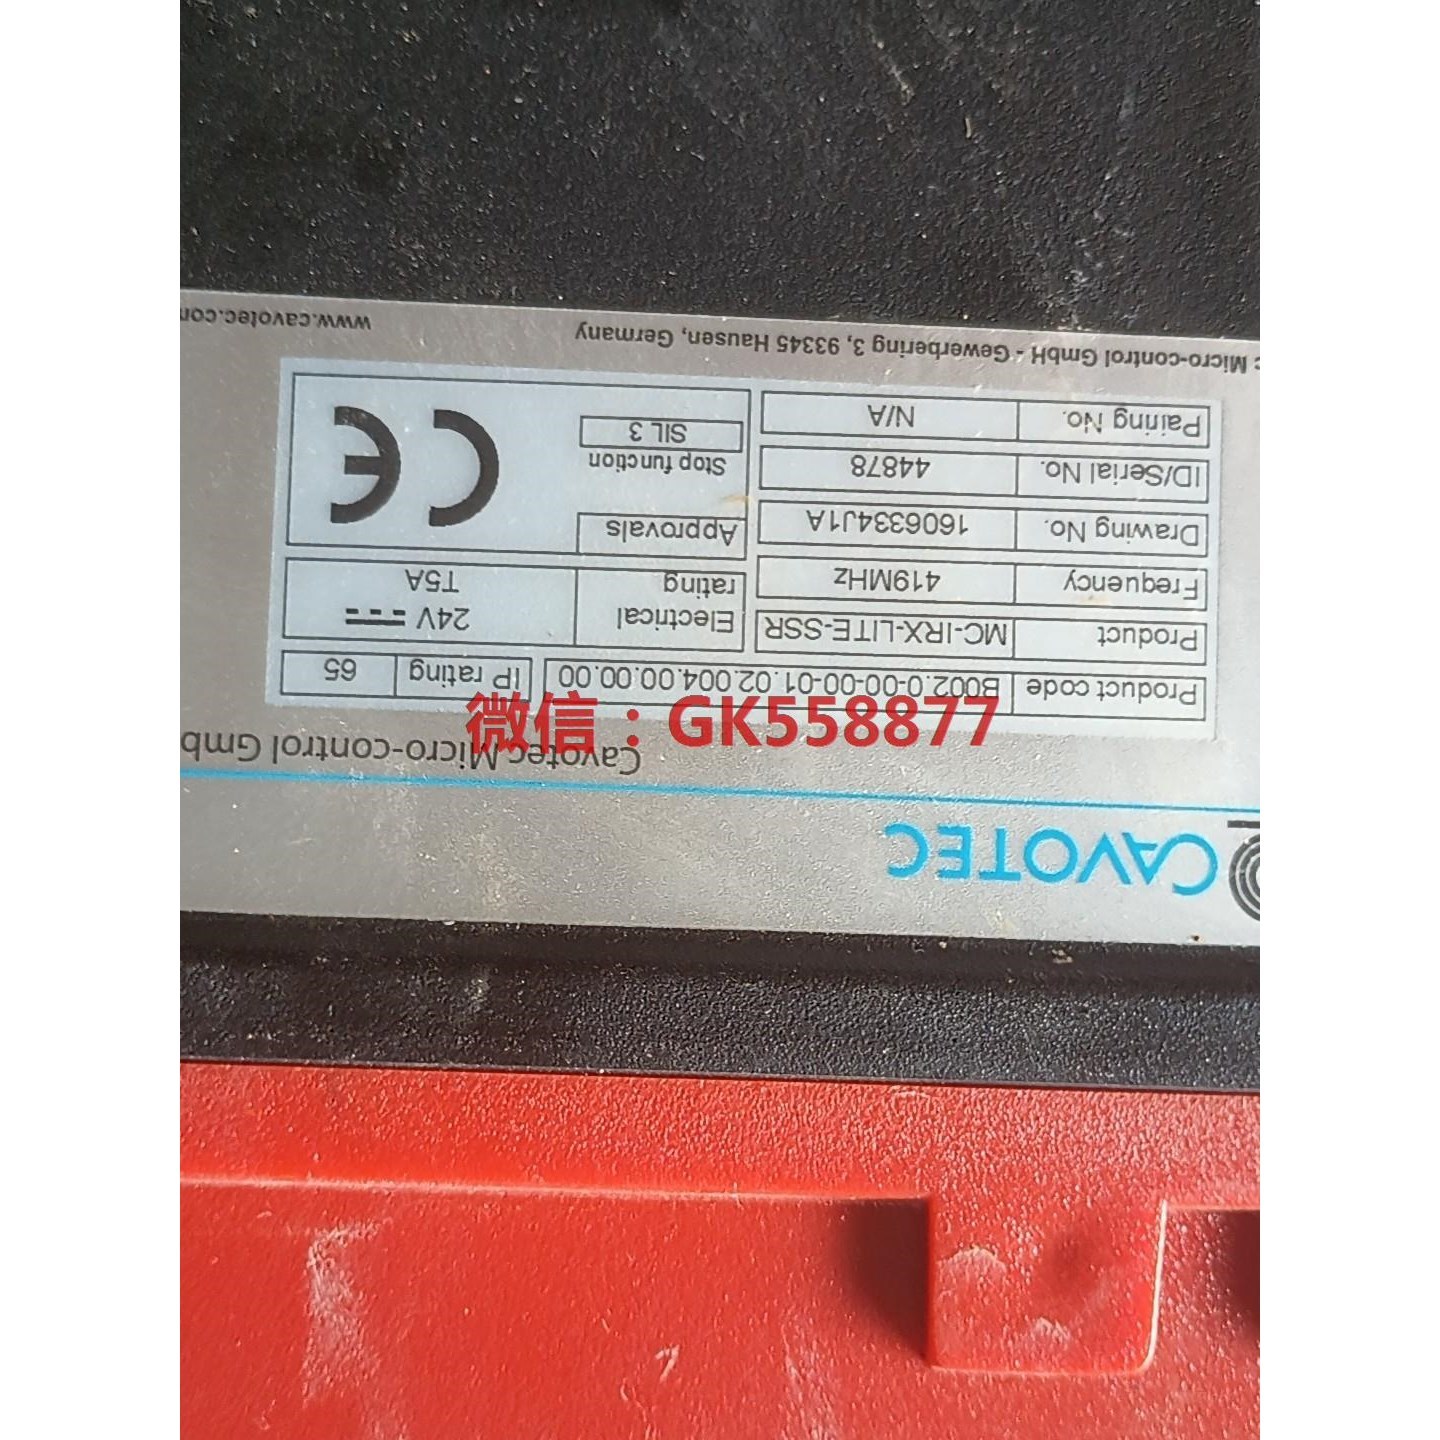 CAVOTEC
Cavotec Micro-control Gmb
微信：GK558877
Product code B002.0-00-00-01.02.004.00.00.00 IP rating 65
Product MC-IRX-LITE-SSR
Electrical rating 24V T5A
Frequency 419MHz
Drawing No. 1606334J1A
Approvals
ID/Serial No. 44878
Stop function
SIL 3
Pairing No. N/A
CE
c Micro-control GmbH - Gewerbering 3, 93345 Hausen, Germany
www.cavotec.com